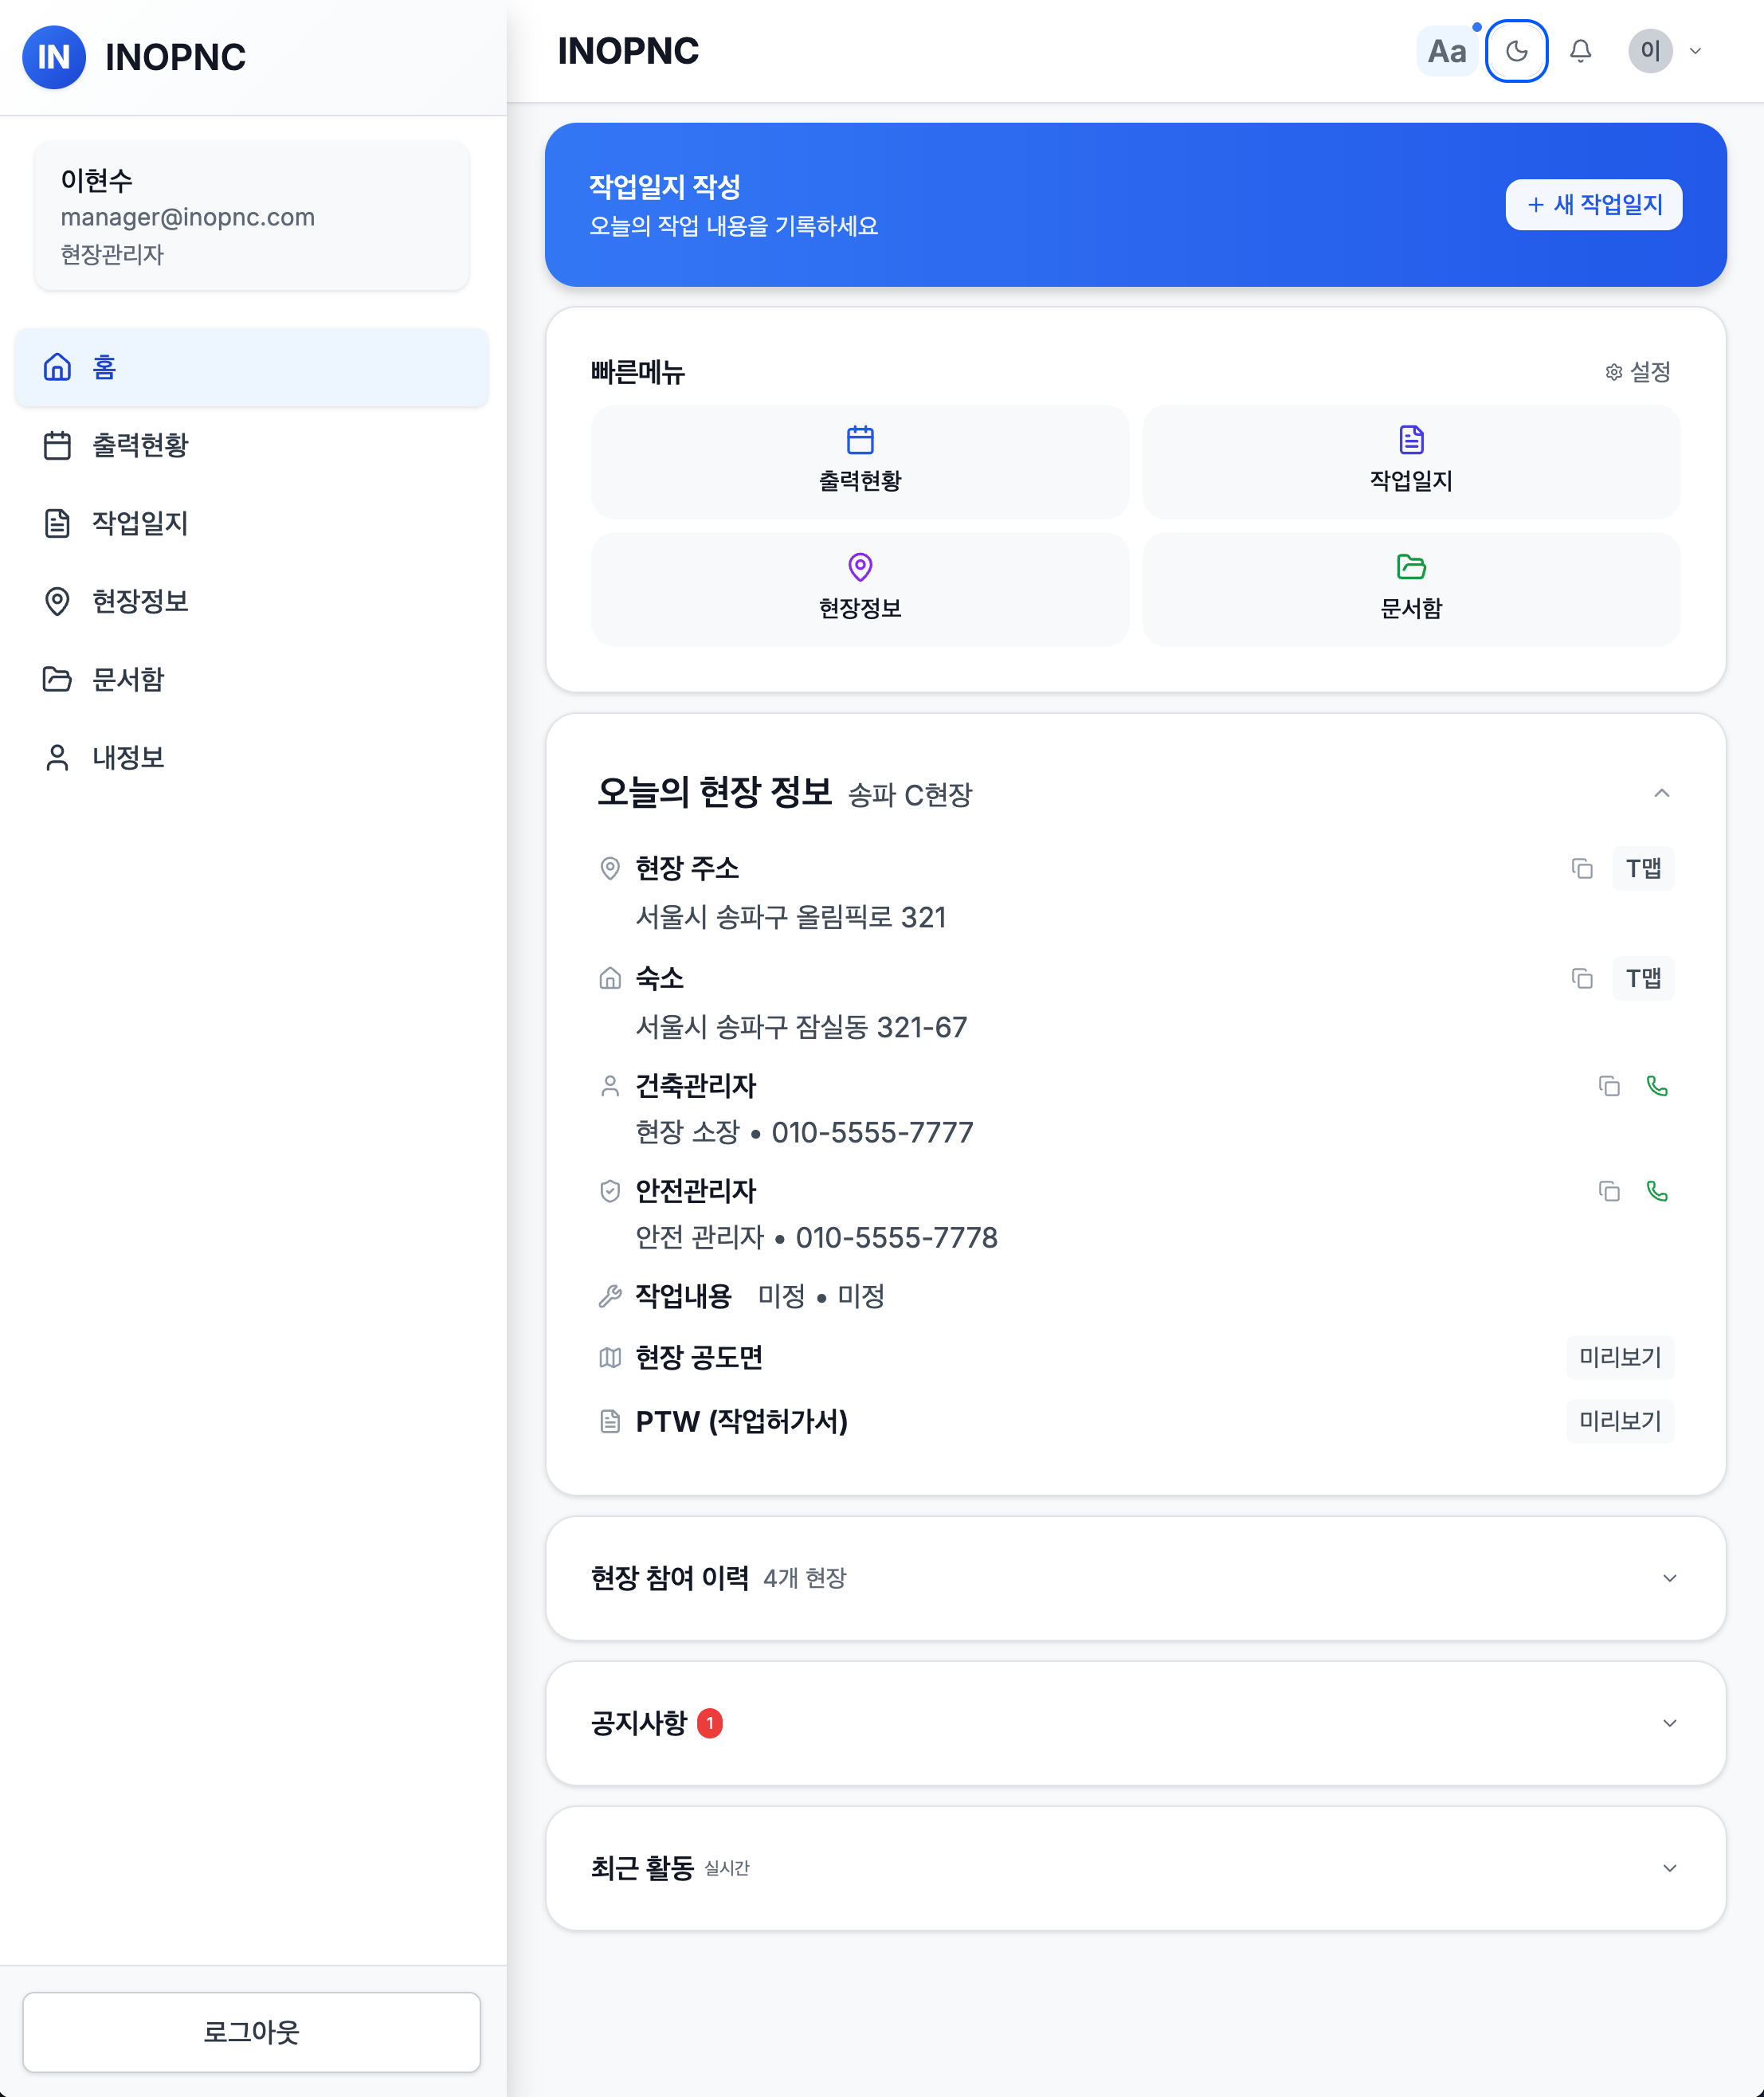 IN INOPNC
이현수
manager@inopnc.com
현장관리자
홈
출력현황
작업일지
현장정보
문서함
내정보
로그아웃
INOPNC
Aa
이
작업일지 작성
오늘의 작업 내용을 기록하세요
+ 새 작업일지
빠른메뉴
설정
출력현황
작업일지
현장정보
문서함
오늘의 현장 정보 송파 C현장
현장 주소
T맵
서울시 송파구 올림픽로 321
숙소
T맵
서울시 송파구 잠실동 321-67
건축관리자
현장 소장 • 010-5555-7777
안전관리자
안전 관리자 • 010-5555-7778
작업내용 미정 • 미정
현장 공도면
미리보기
PTW (작업허가서)
미리보기
현장 참여 이력 4개 현장
공지사항 1
최근 활동 실시간